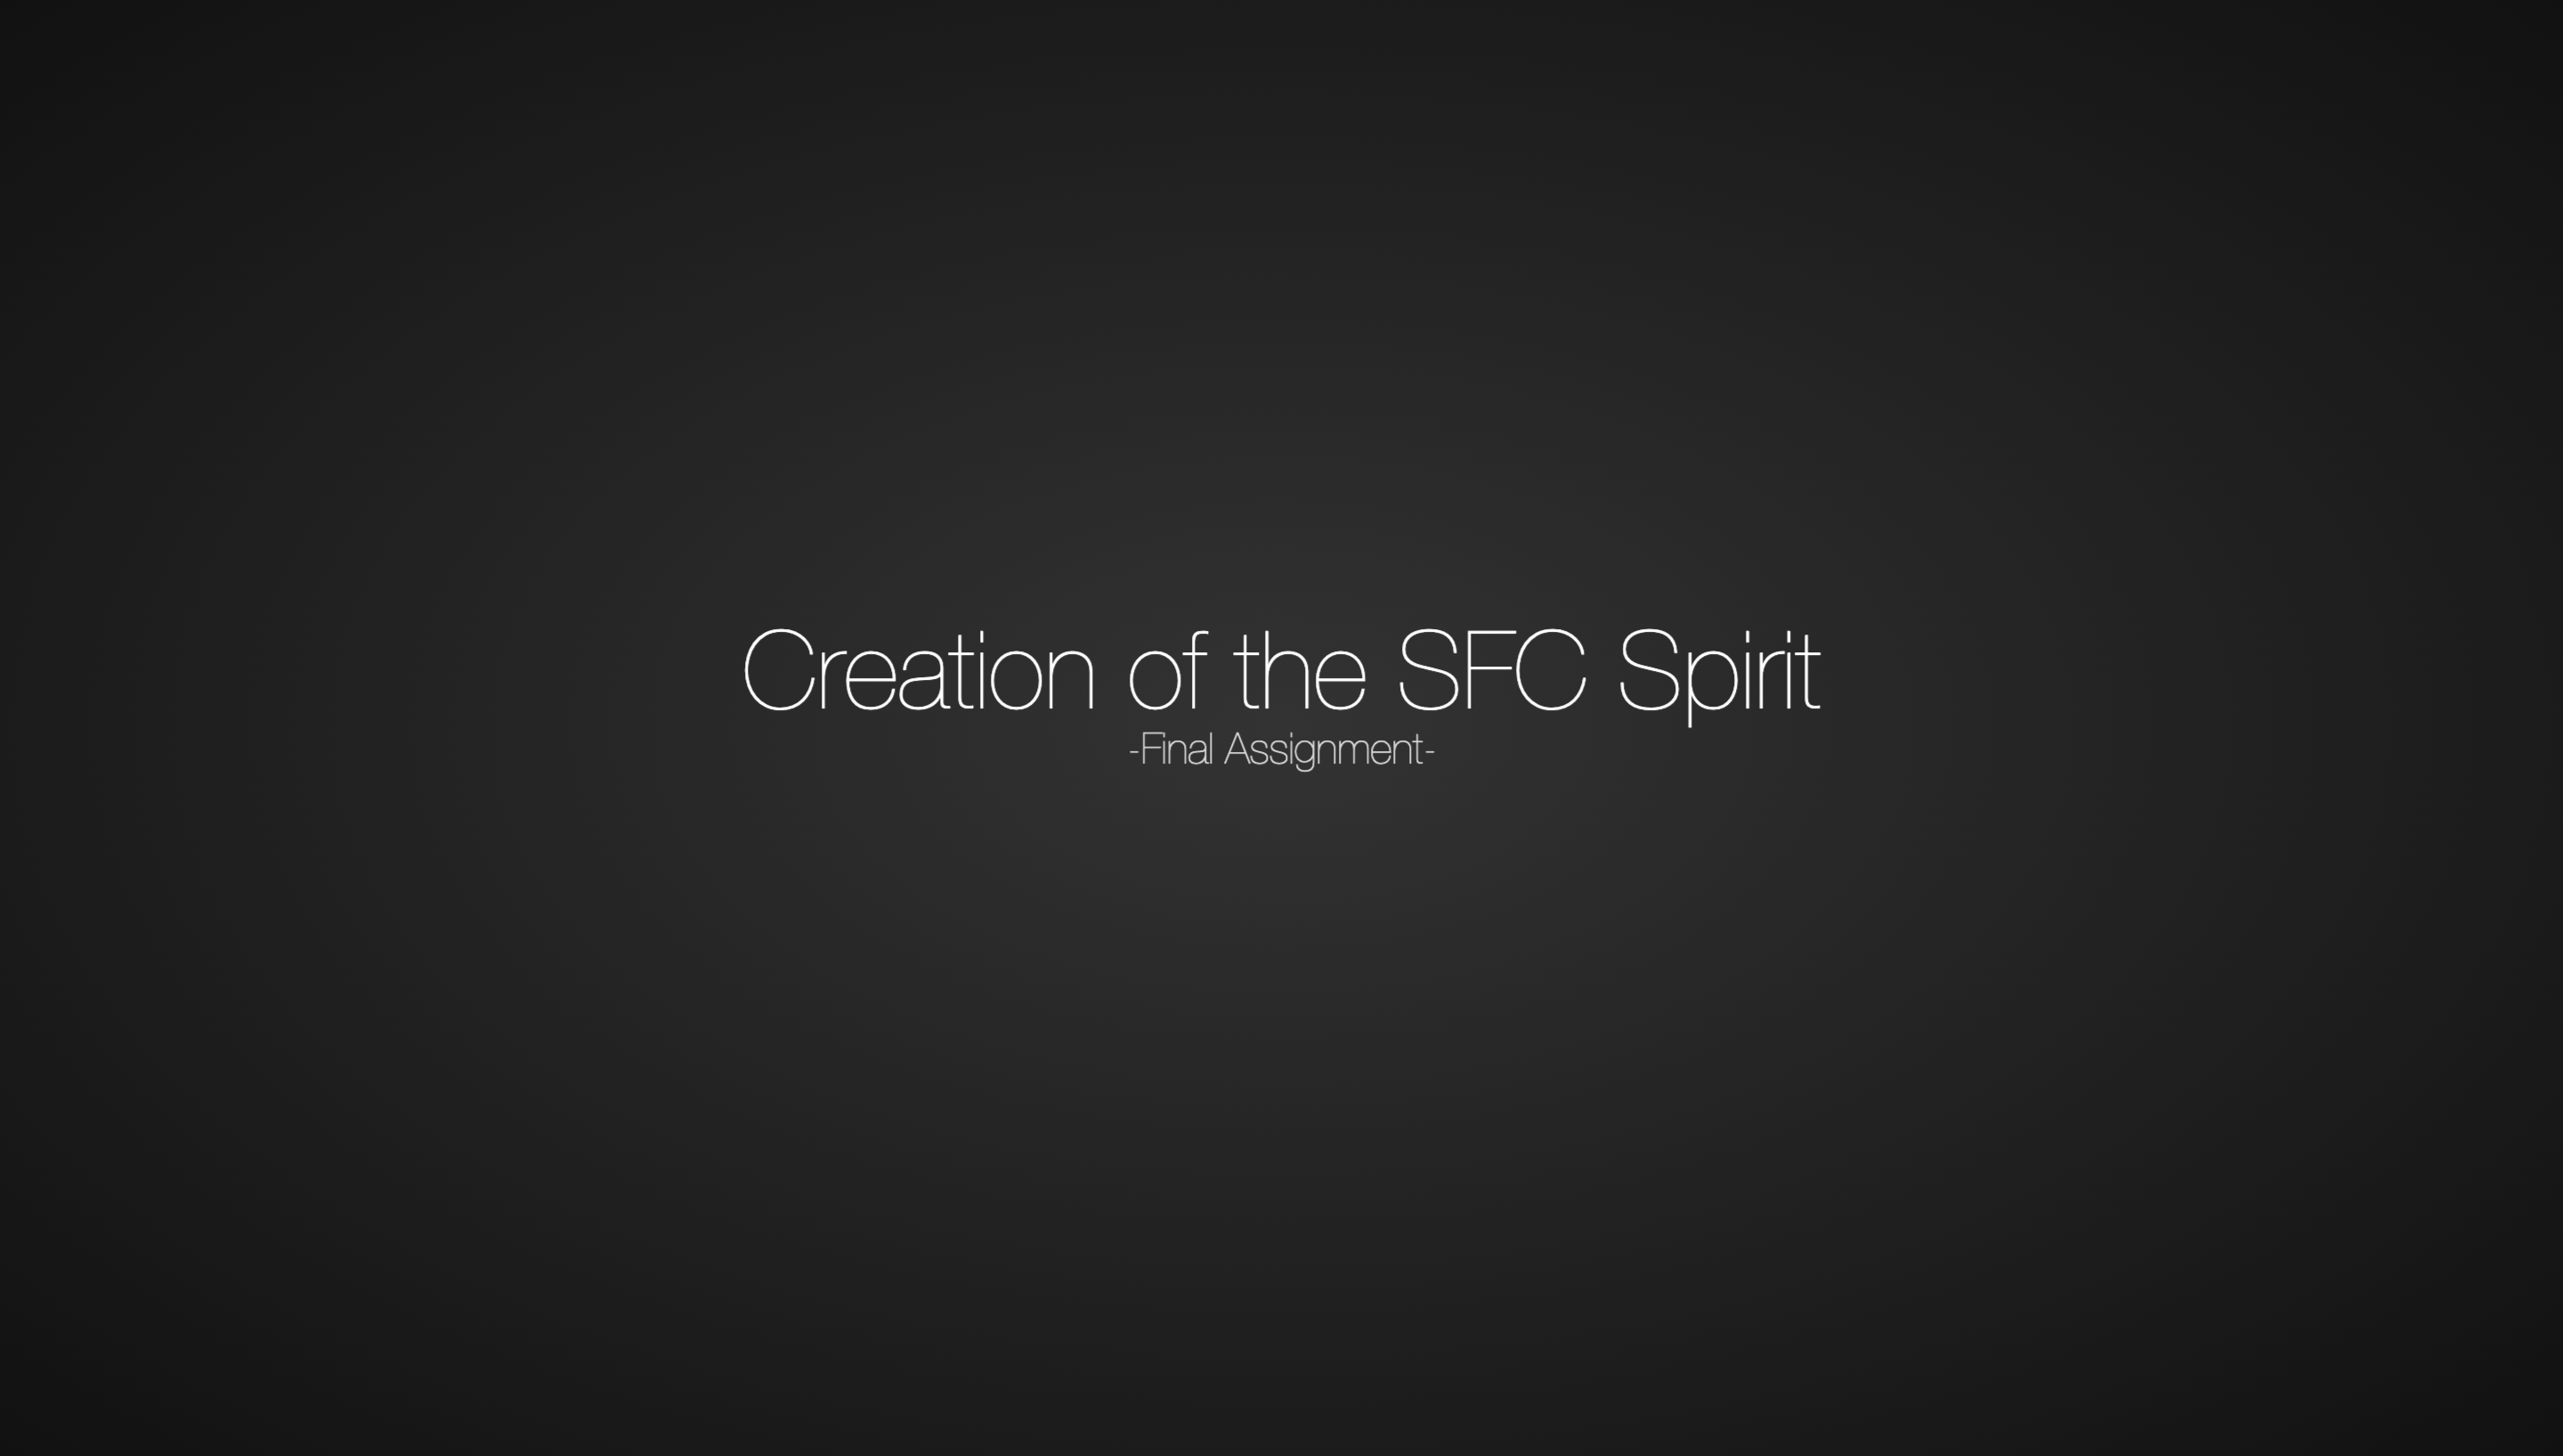 Creation of the SFC Spirit
-Final Assignment-